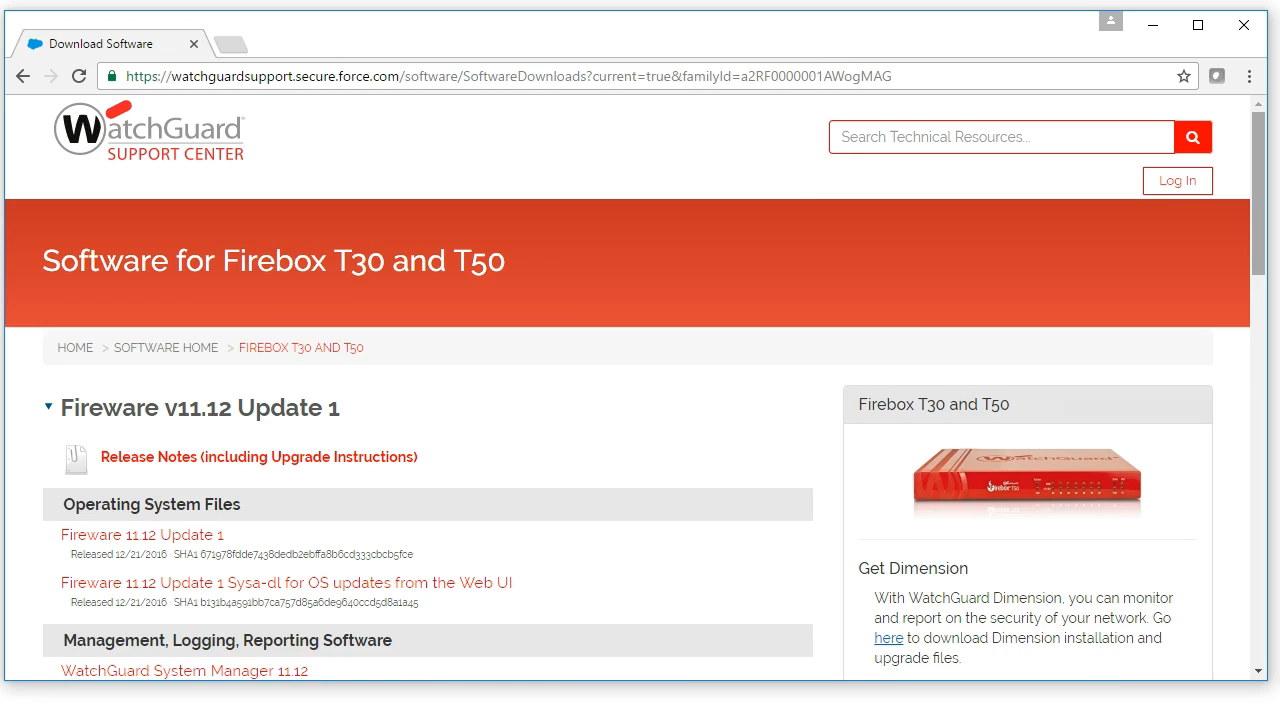 Download Software
https://watchguardsupport.secure.force.com/software/SoftwareDownloads?current=true&familyId=a2RF0000001AWogMAG
WatchGuard
SUPPORT CENTER
Search Technical Resources...
Log In
Software for Firebox T30 and T50
HOME > SOFTWARE HOME > FIREBOX T30 AND T50
Fireware v11.12 Update 1
Release Notes (including Upgrade Instructions)
Operating System Files
Fireware 11.12 Update 1
Released 12/21/2016 · SHA1 671978fdde7438dedb2ebffa8b6cd333cbcb5fce
Fireware 11.12 Update 1 Sysa-dl for OS updates from the Web UI
Released 12/21/2016 · SHA1 b131b4a591bb7ca757d85a6de9640ccd5d8a1a45
Management, Logging, Reporting Software
WatchGuard System Manager 11.12
Firebox T30 and T50
WatchGuard
Firebox T50
Get Dimension
With WatchGuard Dimension, you can monitor
and report on the security of your network. Go
here to download Dimension installation and
upgrade files.